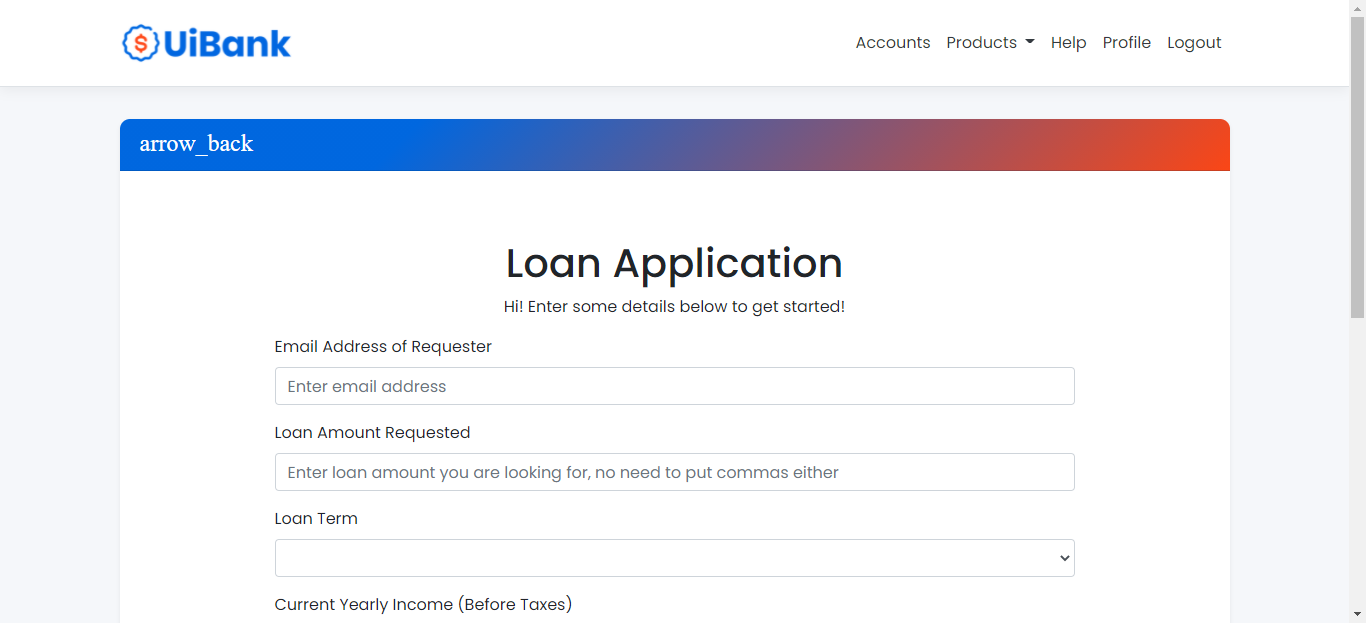 UiBank
Accounts Products Help Profile Logout
arrow_back
Loan Application
Hi! Enter some details below to get started!
Email Address of Requester
Enter email address
Loan Amount Requested
Enter loan amount you are looking for, no need to put commas either
Loan Term
Current Yearly Income (Before Taxes)